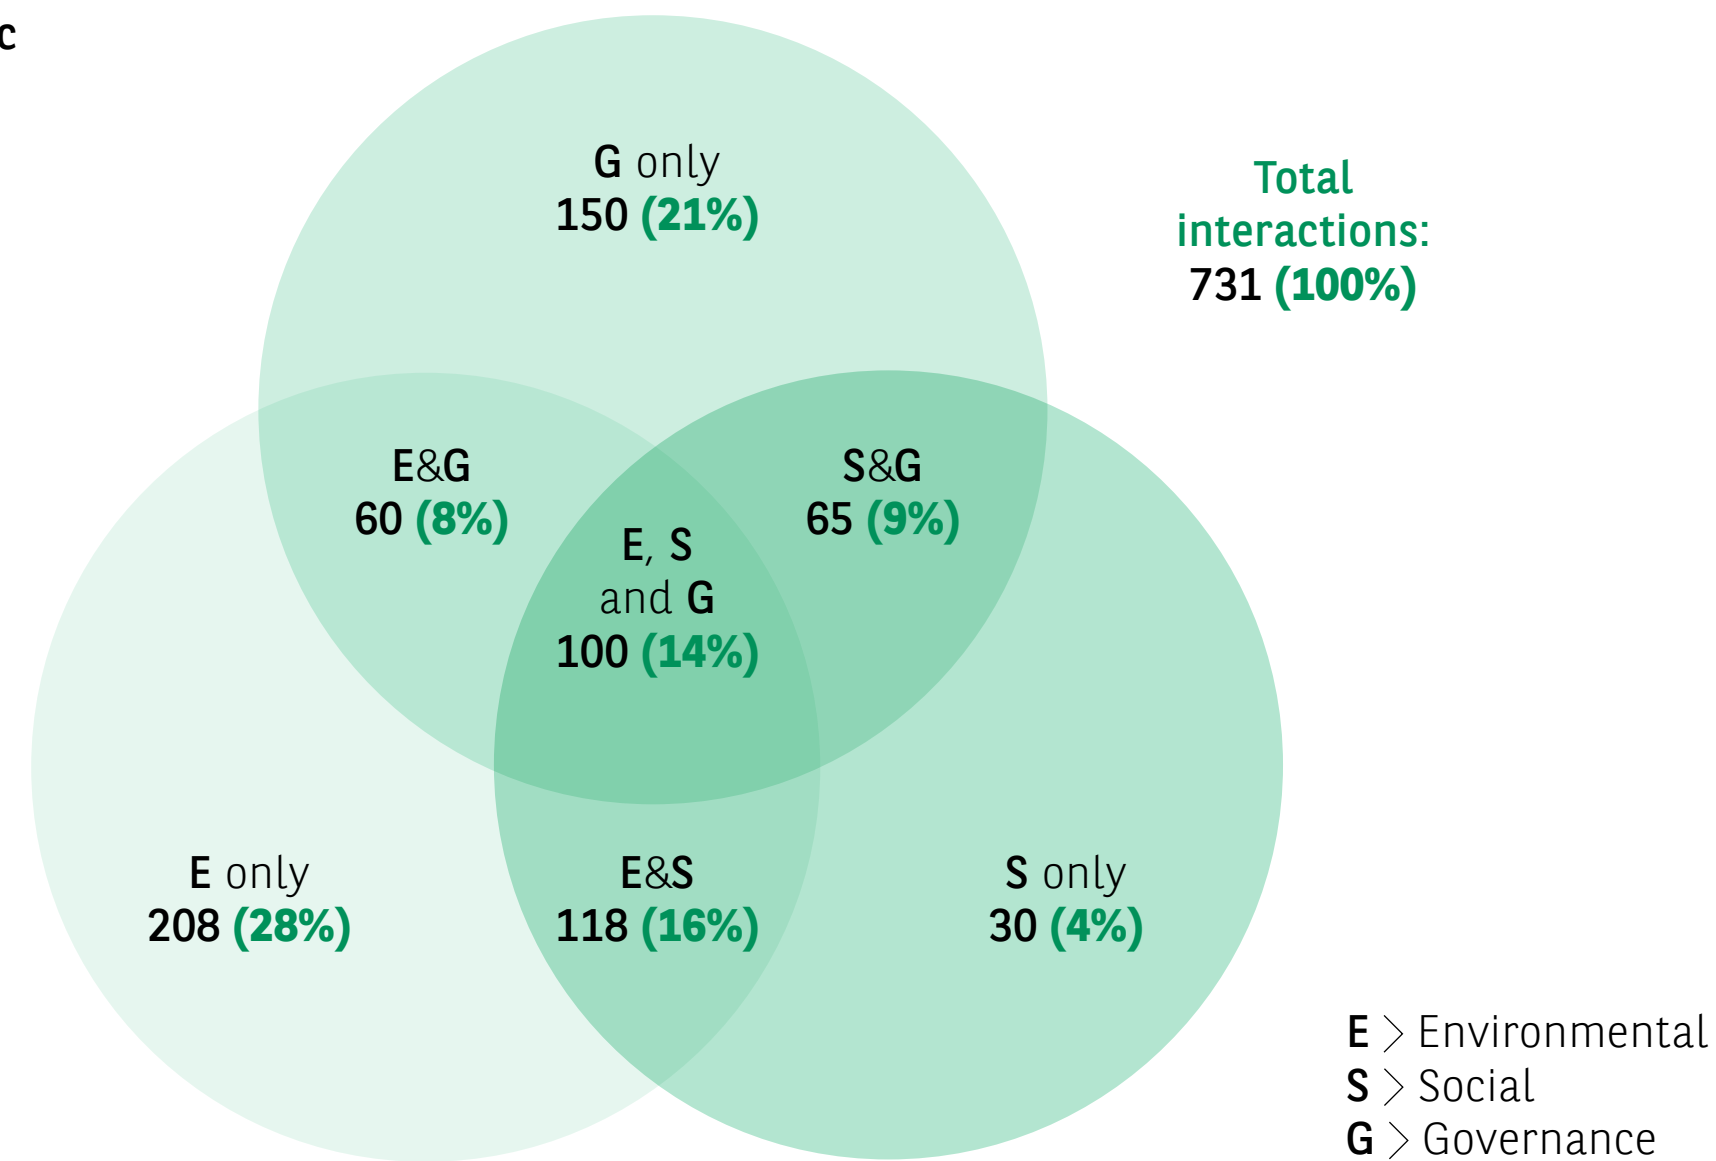 c
G only
150 (21%)
Total
interactions:
731 (100%)
E&G
60 (8%)
S&G
65 (9%)
E, S
and G
100 (14%)
E only
208 (28%)
E&S
118 (16%)
S only
30 (4%)
E > Environmental
S > Social
G > Governance